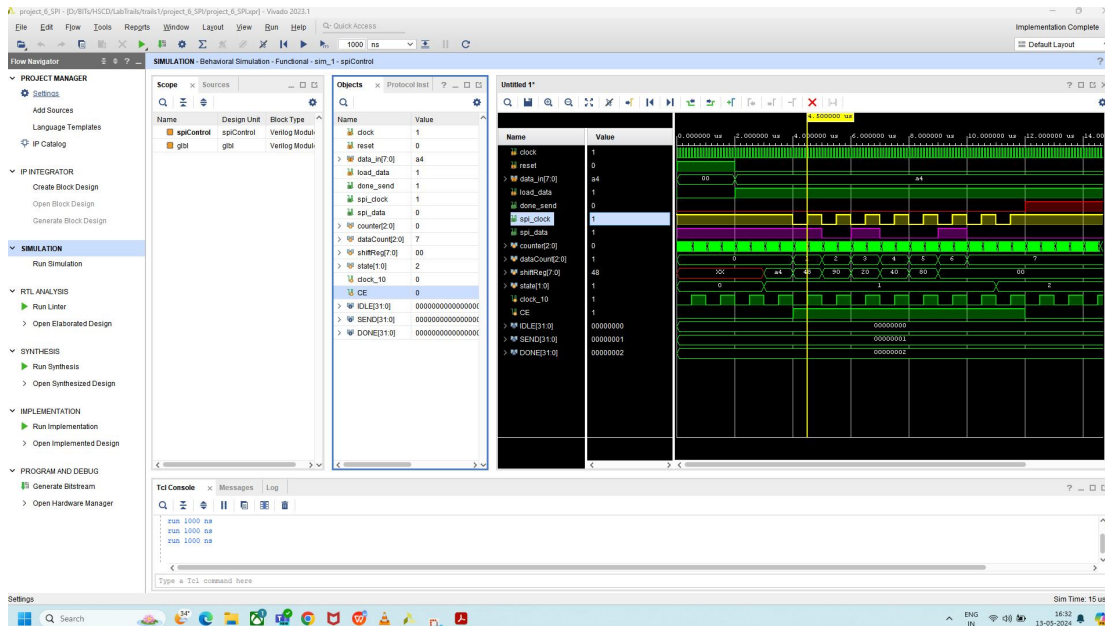 project_6_SPI - [D:/BITs/HSCD/LabTrails/trails1/project_6_SPI/project_6_SPI.xpr] - Vivado 2023.1
File Edit Flow Tools Reports Window Layout View Run Help Q- Quick Access Implementation Complete
1000 ns Default Layout
Flow Navigator SIMULATION - Behavioral Simulation - Functional - sim_1 - spiControl
PROJECT MANAGER
Settings
Add Sources
Language Templates
IP Catalog
IP INTEGRATOR
Create Block Design
Open Block Design
Generate Block Design
SIMULATION
Run Simulation
RTL ANALYSIS
Run Linter
Open Elaborated Design
SYNTHESIS
Run Synthesis
Open Synthesized Design
IMPLEMENTATION
Run Implementation
Open Implemented Design
PROGRAM AND DEBUG
Generate Bitstream
Open Hardware Manager
Scope Sources
Name Design Unit Block Type
spiControl spiControl Verilog Modul
glbl glbl Verilog Modul
Objects Protocol Inst
Name Value
clock 1
reset 0
data_in[7:0] a4
load_data 1
done_send 1
spi_clock 1
spi_data 0
counter[2:0] 0
dataCount[2:0] 7
shiftReg[7:0] 00
state[1:0] 2
clock_10 0
CE 0
IDLE[31:0] 0000000000000000
SEND[31:0] 0000000000000000
DONE[31:0] 0000000000000000
Untitled 1*
4.500000 us
Name Value 0.000000 us 2.000000 us 4.000000 us 6.000000 us 8.000000 us 10.000000 us 12.000000 us 14.00
clock 1
reset 0
data_in[7:0] a4 00 a4
load_data 1
done_send 0
spi_clock 1
spi_data 1
counter[2:0] 0
dataCount[2:0] 1 0 1 2 3 4 5 6 7
shiftReg[7:0] 48 XX a4 48 90 20 40 80 00
state[1:0] 1 0 1 2
clock_10 1
CE 1
IDLE[31:0] 00000000 00000000
SEND[31:0] 00000001 00000001
DONE[31:0] 00000002 00000002
Tcl Console Messages Log
run 1000 ns
run 1000 ns
run 1000 ns
Type a Tcl command here
Settings Sim Time: 15 us
Search 34° ENG IN 16:32 13-05-2024